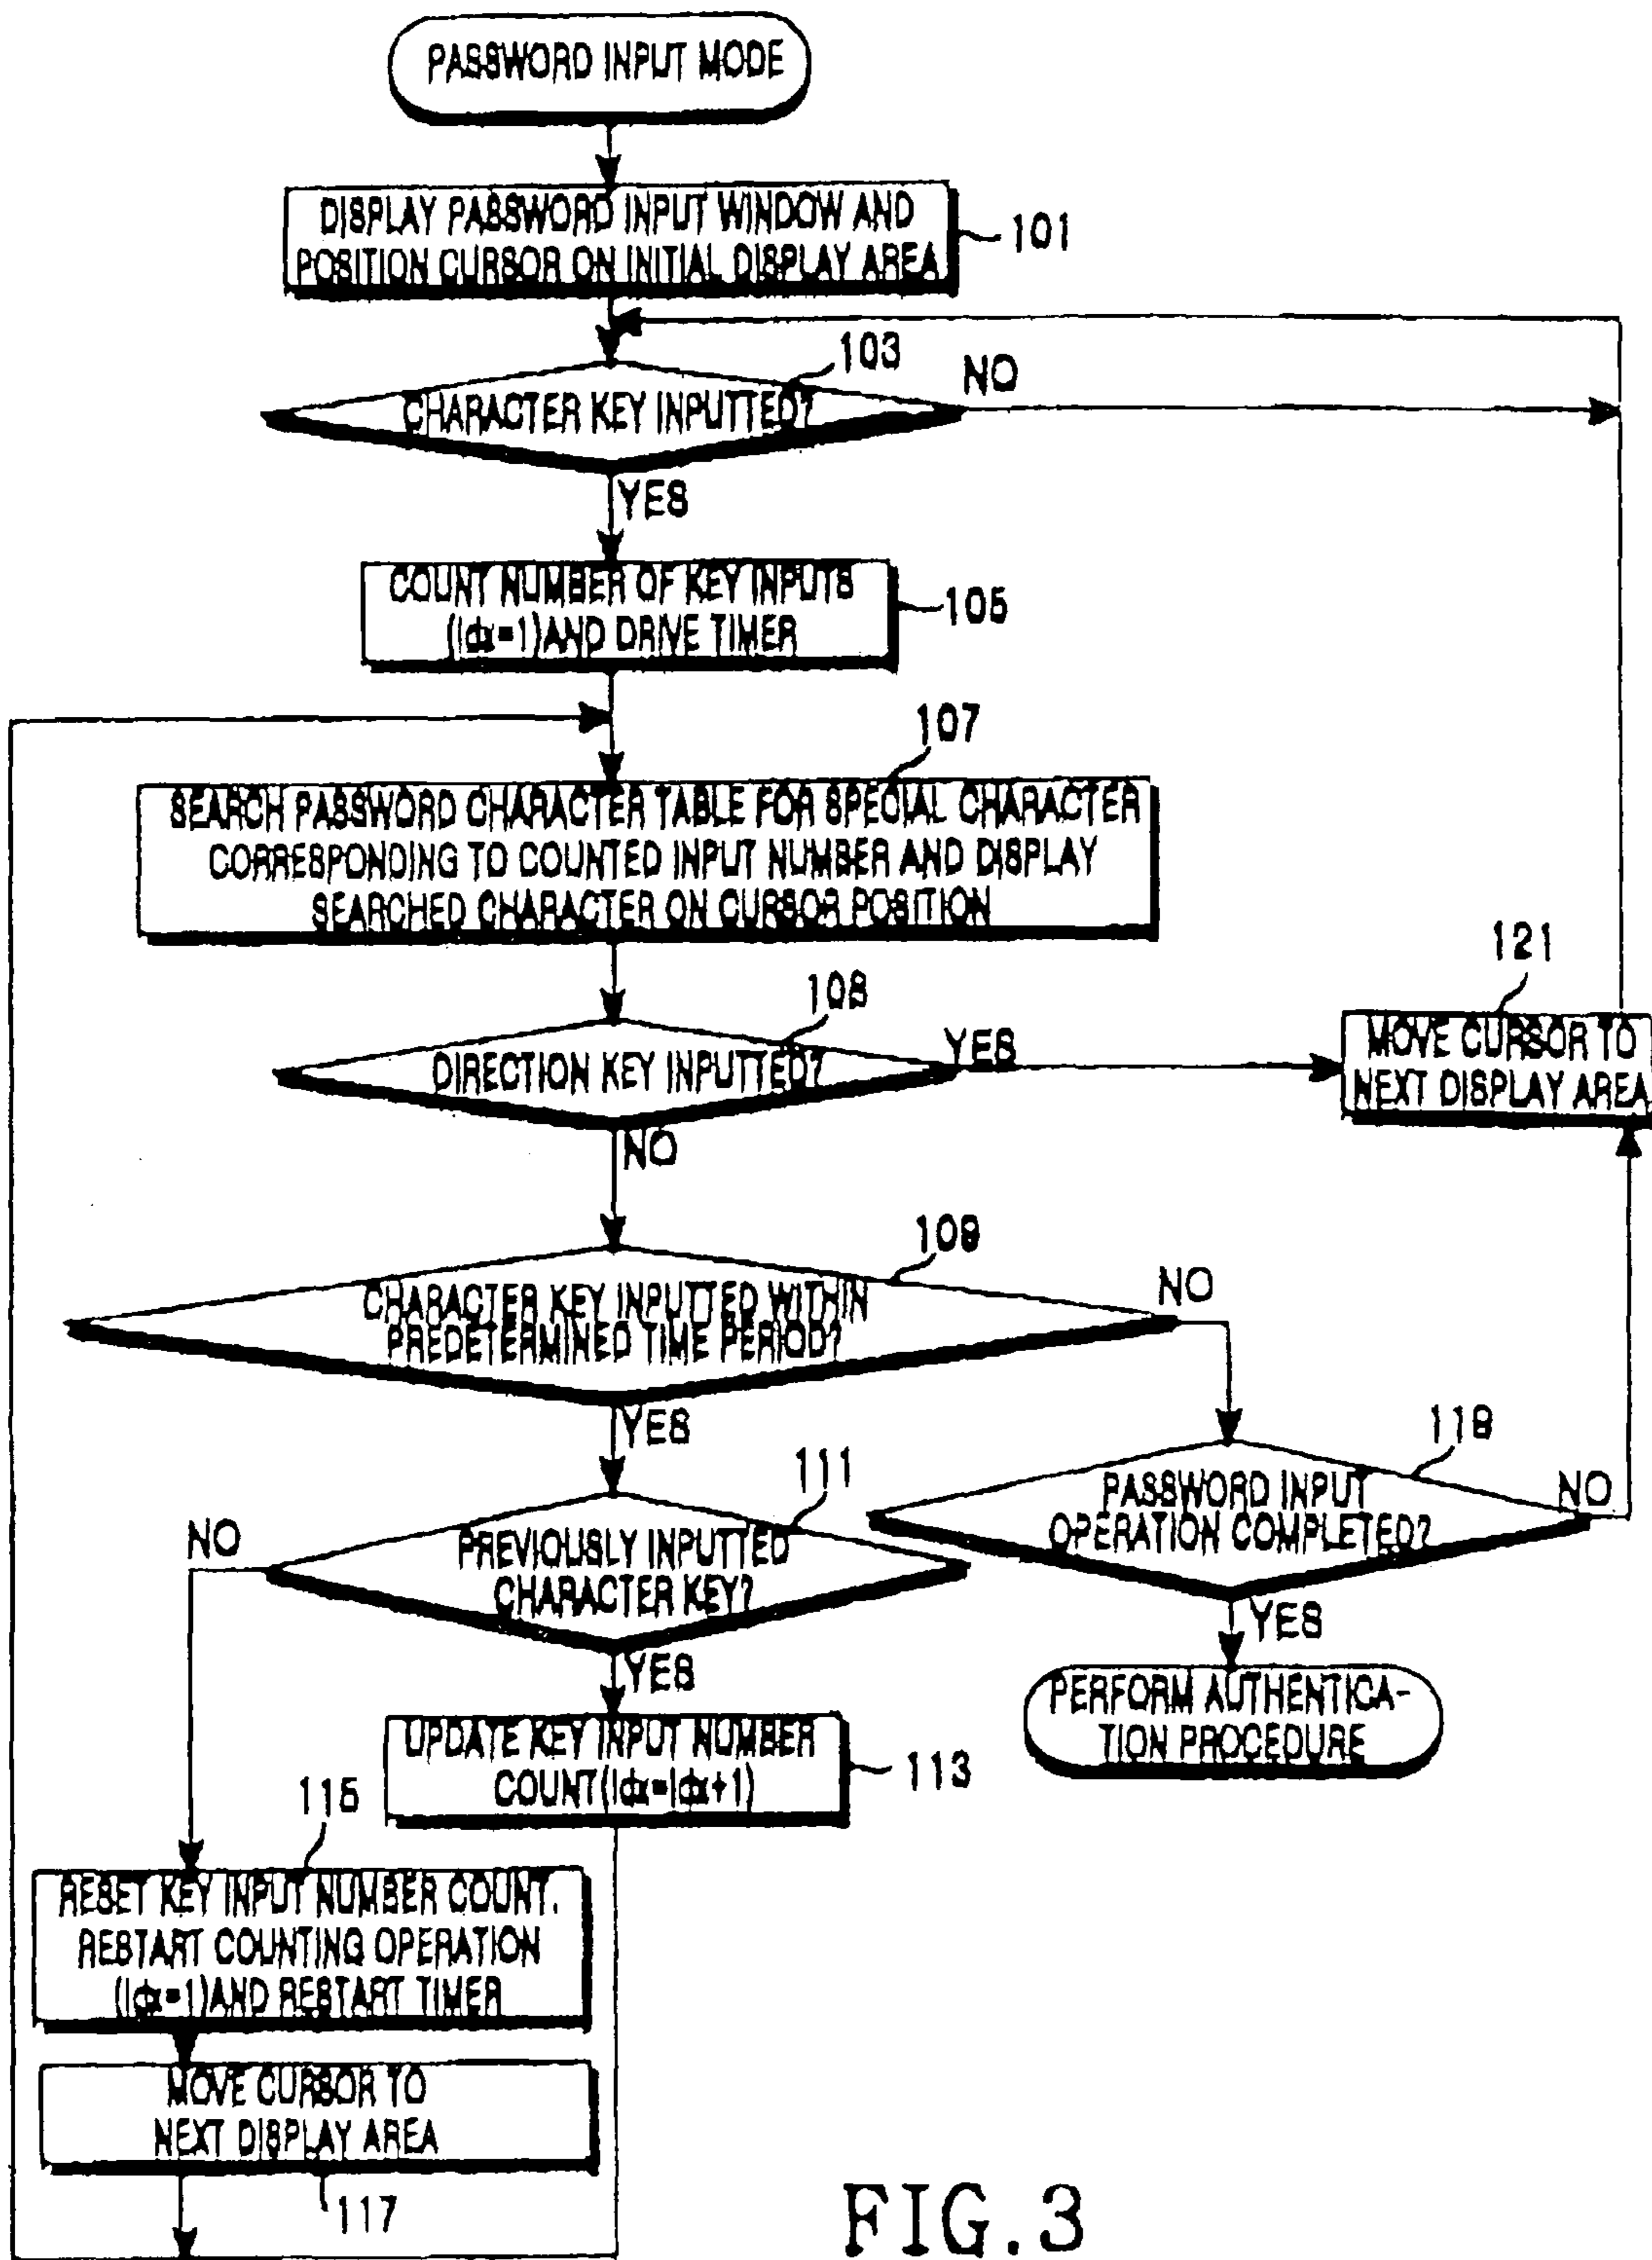 PASSWORD INPUT MODE
DISPLAY PASSWORD INPUT WINDOW AND
POSITION CURSOR ON INITIAL DISPLAY AREA
101
103
NO
CHARACTER KEY INPUTTED?
YES
COUNT NUMBER OF KEY INPUTS
(Idx=1)AND DRIVE TIMER
105
107
SEARCH PASSWORD CHARACTER TABLE FOR SPECIAL CHARACTER
CORRESPONDING TO COUNTED INPUT NUMBER AND DISPLAY
SEARCHED CHARACTER ON CURSOR POSITION
121
108
YES
MOVE CURSOR TO
NEXT DISPLAY AREA
DIRECTION KEY INPUTTED?
NO
109
NO
CHARACTER KEY INPUTTED WITHIN
PREDETERMINED TIME PERIOD?
YES
119
111
PASSWORD INPUT
OPERATION COMPLETED?
NO
NO
PREVIOUSLY INPUTTED
CHARACTER KEY?
YES
YES
PERFORM AUTHENTICA-
TION PROCEDURE
UPDATE KEY INPUT NUMBER
COUNT(Idx=Idx+1)
113
115
RESET KEY INPUT NUMBER COUNT.
RESTART COUNTING OPERATION
(Idx=1)AND RESTART TIMER
MOVE CURSOR TO
NEXT DISPLAY AREA
117
FIG.3